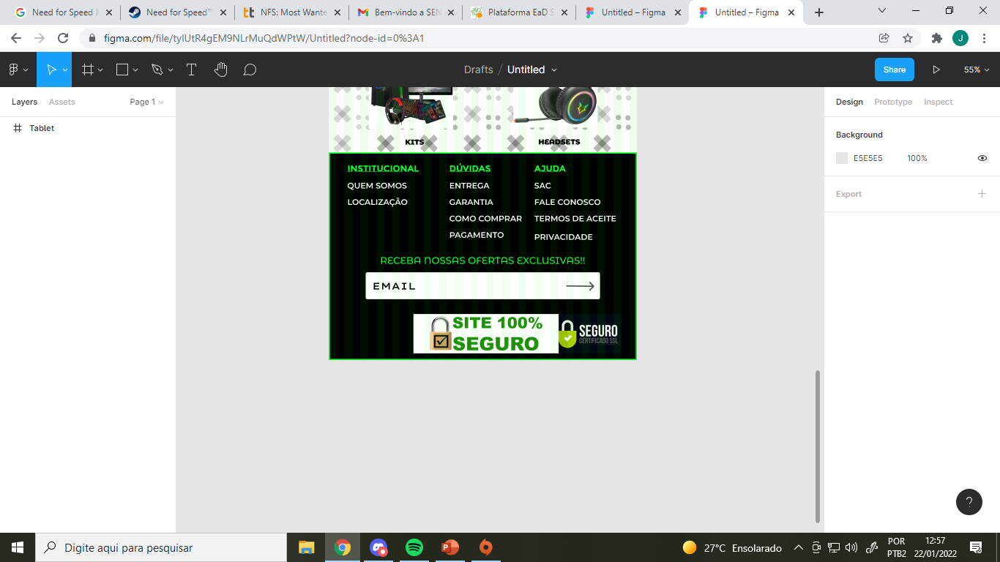 Need for Speed M
Need for Speed™
tt NFS: Most Wante
Bem-vindo a SEN
Plataforma EaD S
Untitled – Figma
Untitled – Figma
figma.com/file/tylUtR4gEM9NLrMuQdWPtW/Untitled?node-id=0%3A1
J
Drafts / Untitled
Share
55%
Layers Assets Page 1
Tablet
Design Prototype Inspect
Background
E5E5E5 100%
Export
KITS HEADSETS
INSTITUCIONAL DÚVIDAS AJUDA
QUEM SOMOS ENTREGA SAC
LOCALIZAÇÃO GARANTIA FALE CONOSCO
COMO COMPRAR TERMOS DE ACEITE
PAGAMENTO PRIVACIDADE
RECEBA NOSSAS OFERTAS EXCLUSIVAS!!
EMAIL
SITE 100%
SEGURO
SEGURO
CERTIFICADO SSL
?
Digite aqui para pesquisar
27°C Ensolarado
POR
PTB2
12:57
22/01/2022